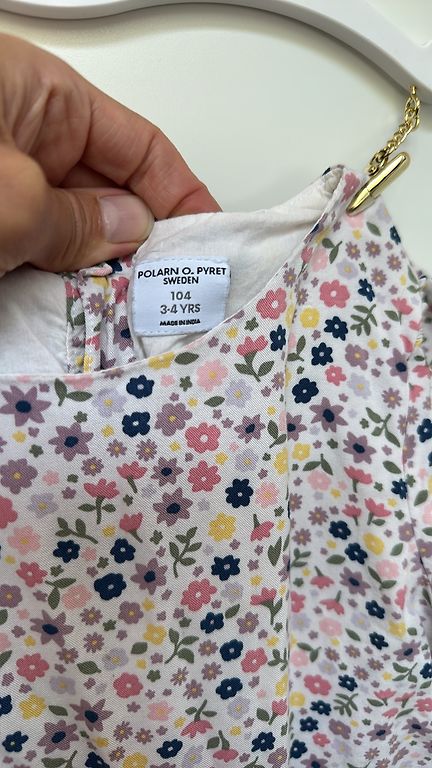 POLARN O. PYRET
SWEDEN
104
3-4 YRS
MADE IN INDIA